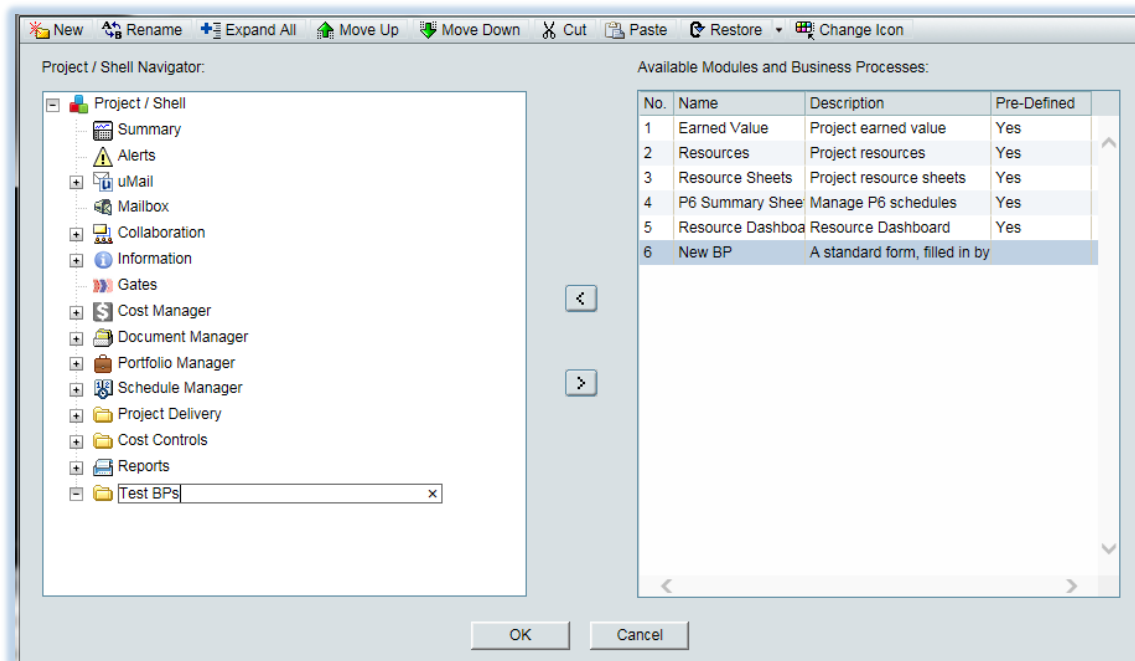 New Rename Expand All Move Up Move Down Cut Paste Restore Change Icon
Project / Shell Navigator:
Project / Shell
Summary
Alerts
uMail
Mailbox
Collaboration
Information
Gates
Cost Manager
Document Manager
Portfolio Manager
Schedule Manager
Project Delivery
Cost Controls
Reports
Test BPs
Available Modules and Business Processes:
No. Name Description Pre-Defined
1 Earned Value Project earned value Yes
2 Resources Project resources Yes
3 Resource Sheets Project resource sheets Yes
4 P6 Summary Shee Manage P6 schedules Yes
5 Resource Dashboa Resource Dashboard Yes
6 New BP A standard form, filled in by
OK Cancel